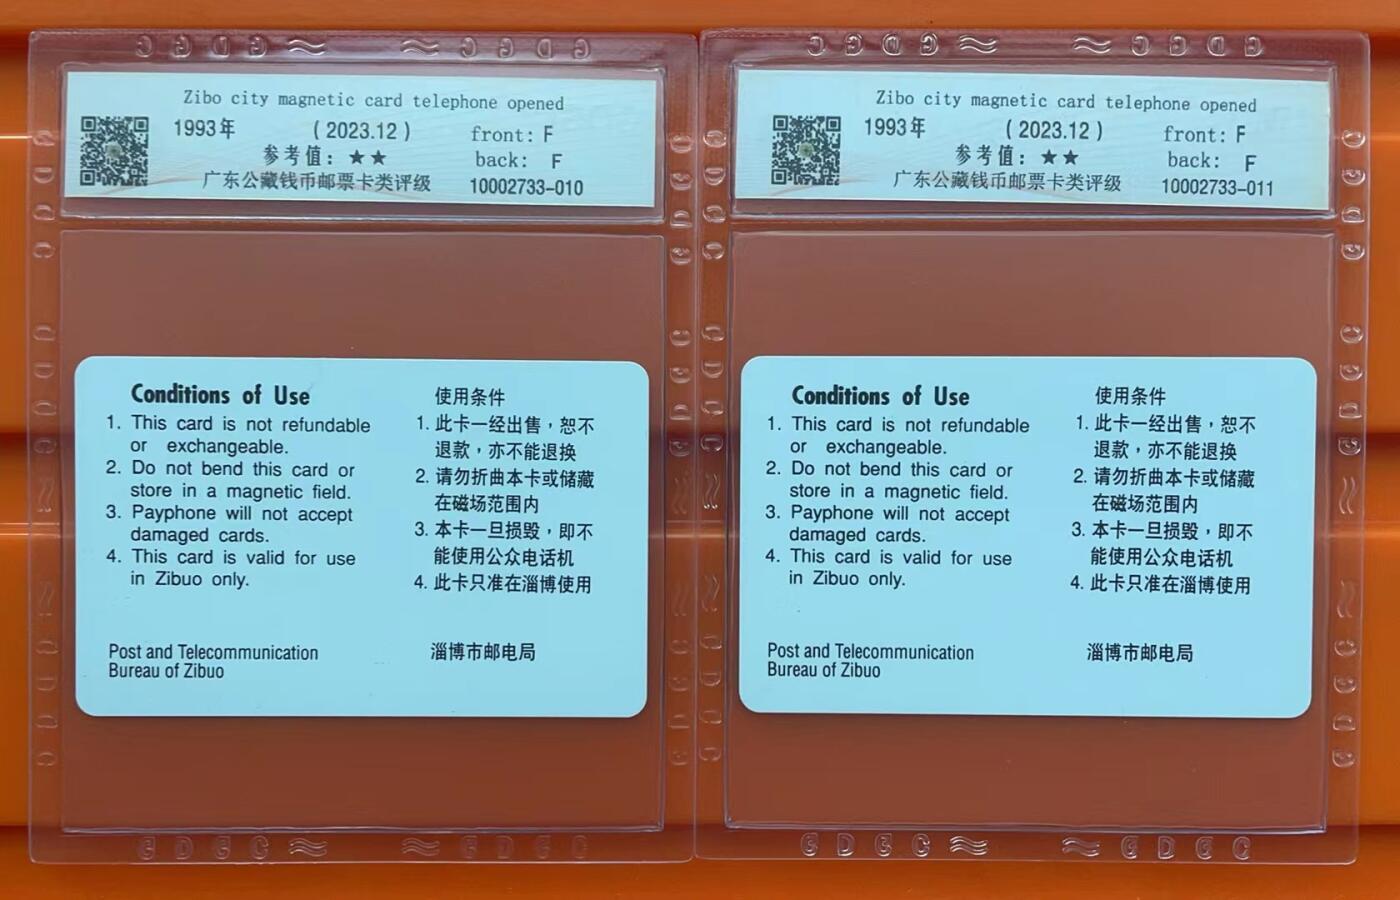 GDGC
Zibo city magnetic card telephone opened
1993年 (2023.12) front: F
参考值：★★ back: F
广东公藏钱币邮票卡类评级 10002733-010
Conditions of Use
1. This card is not refundable
or exchangeable.
2. Do not bend this card or
store in a magnetic field.
3. Payphone will not accept
damaged cards.
4. This card is valid for use
in Zibuo only.
Post and Telecommunication
Bureau of Zibuo
使用条件
1. 此卡一经出售，恕不
退款，亦不能退换
2. 请勿折曲本卡或储藏
在磁场范围内
3. 本卡一旦损毁，即不
能使用公众电话机
4. 此卡只准在淄博使用
淄博市邮电局
Zibo city magnetic card telephone opened
1993年 (2023.12) front: F
参考值：★★ back: F
广东公藏钱币邮票卡类评级 10002733-011
Conditions of Use
1. This card is not refundable
or exchangeable.
2. Do not bend this card or
store in a magnetic field.
3. Payphone will not accept
damaged cards.
4. This card is valid for use
in Zibuo only.
Post and Telecommunication
Bureau of Zibuo
使用条件
1. 此卡一经出售，恕不
退款，亦不能退换
2. 请勿折曲本卡或储藏
在磁场范围内
3. 本卡一旦损毁，即不
能使用公众电话机
4. 此卡只准在淄博使用
淄博市邮电局